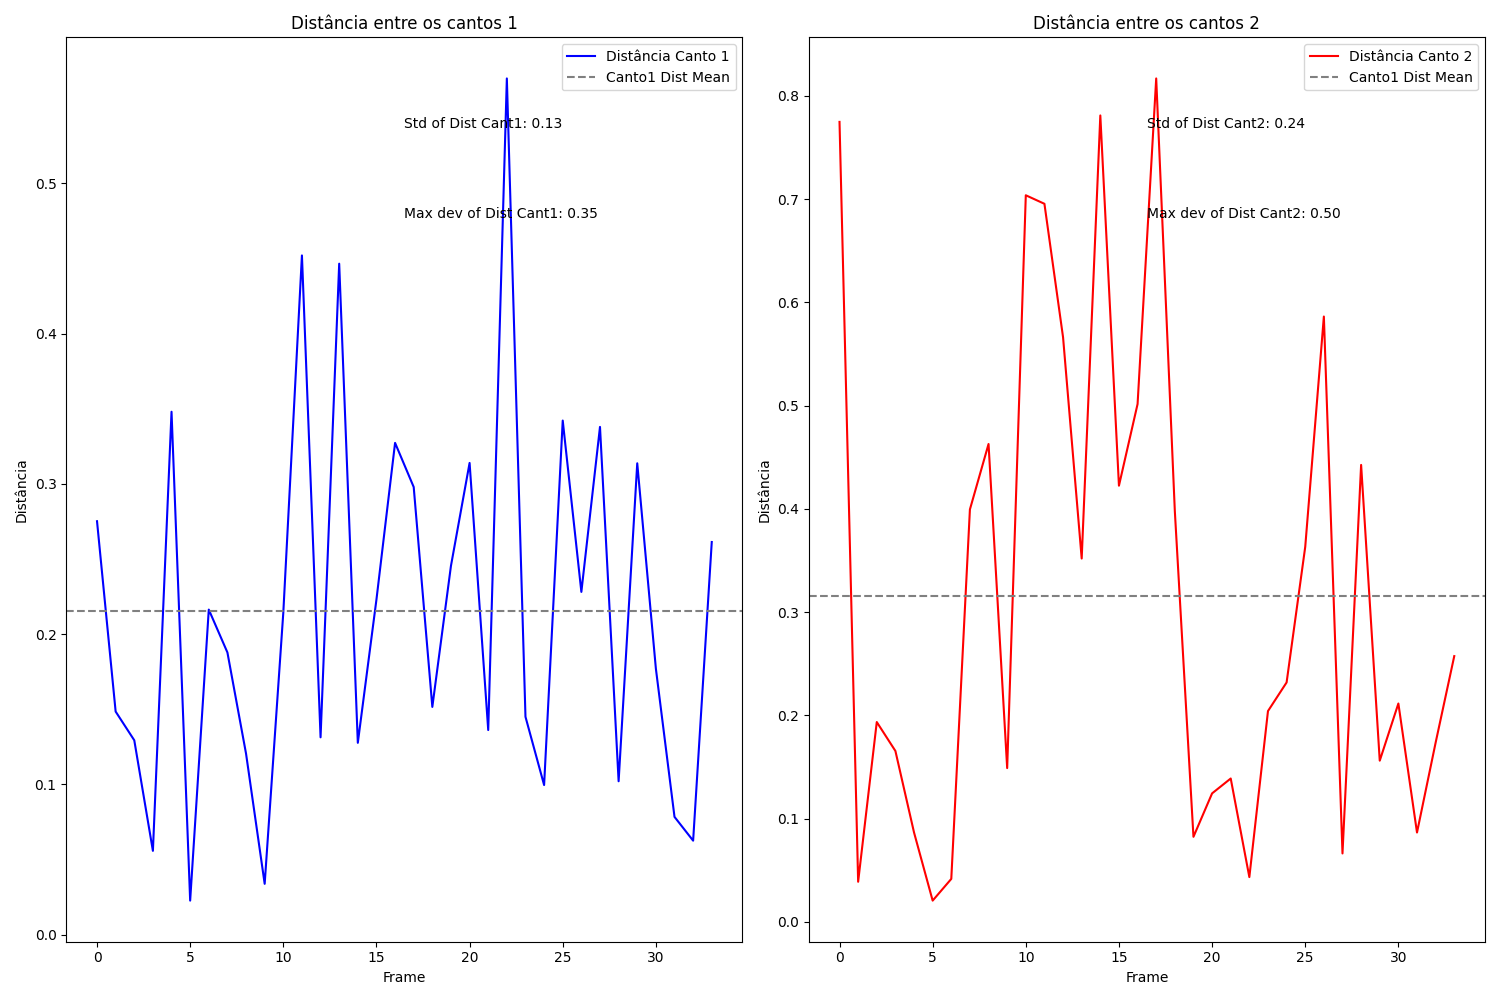 Distância entre os cantos 1
Distância Canto 1
Canto1 Dist Mean
Std of Dist Cant1: 0.13
Max dev of Dist Cant1: 0.35
0.5
0.4
0.3
0.2
0.1
0.0
Distância
0
5
10
15
20
25
30
Frame
Distância entre os cantos 2
Distância Canto 2
Canto1 Dist Mean
Std of Dist Cant2: 0.24
Max dev of Dist Cant2: 0.50
0.8
0.7
0.6
0.5
0.4
0.3
0.2
0.1
0.0
Distância
0
5
10
15
20
25
30
Frame